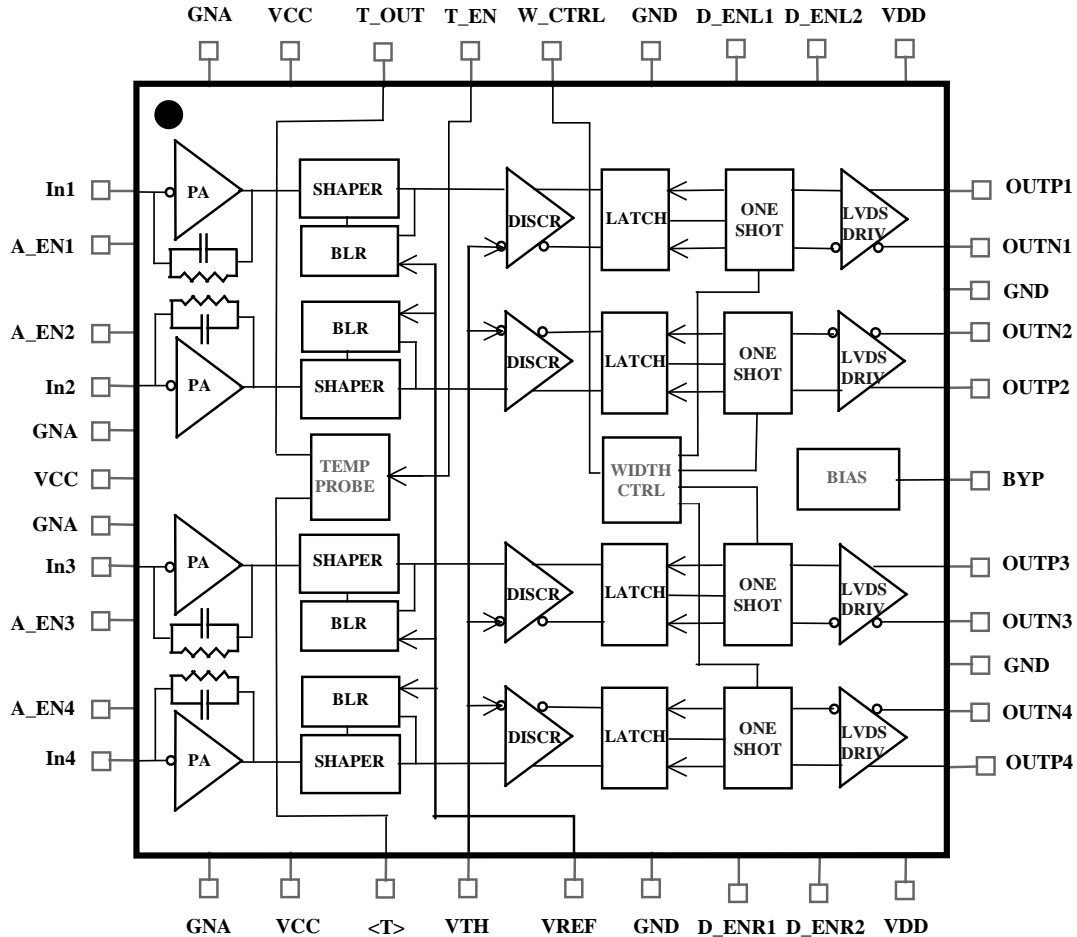 GNA VCC T_OUT T_EN W_CTRL GND D_ENL1 D_ENL2 VDD
In1 PA SHAPER DISCR LATCH ONE SHOT LVDS DRIV OUTP1
A_EN1 BLR OUTN1
GND
A_EN2 BLR OUTN2
In2 PA SHAPER DISCR LATCH ONE SHOT LVDS DRIV OUTP2
GNA
VCC TEMP PROBE WIDTH CTRL BIAS BYP
GNA
In3 PA SHAPER DISCR LATCH ONE SHOT LVDS DRIV OUTP3
A_EN3 BLR OUTN3
GND
A_EN4 BLR OUTN4
In4 PA SHAPER DISCR LATCH ONE SHOT LVDS DRIV OUTP4
GNA VCC <T> VTH VREF GND D_ENR1 D_ENR2 VDD